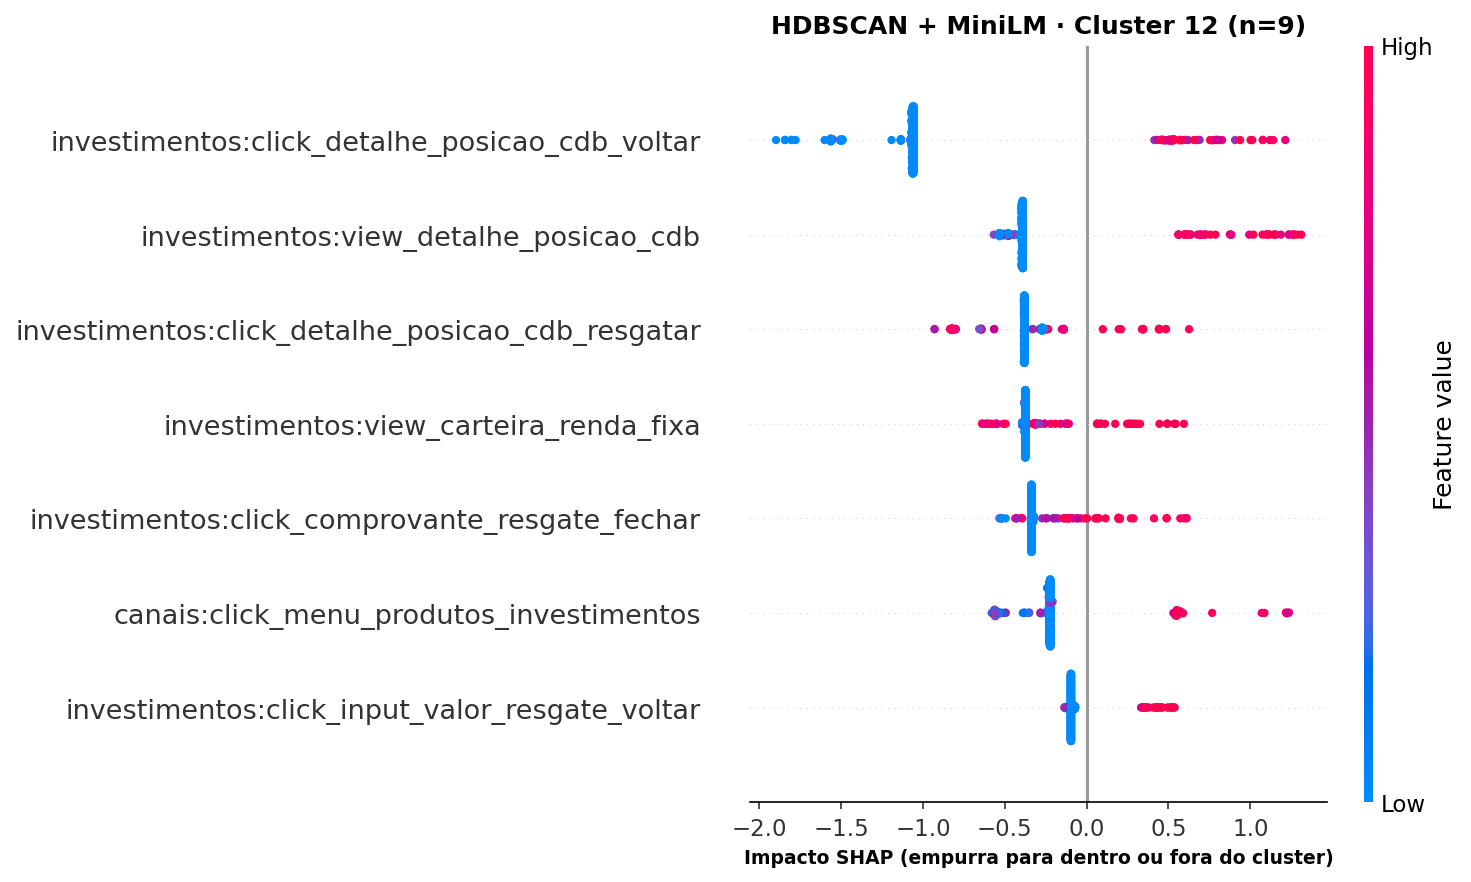 HDBSCAN + MiniLM · Cluster 12 (n=9)
High
investimentos:click_detalhe_posicao_cdb_voltar
investimentos:view_detalhe_posicao_cdb
investimentos:click_detalhe_posicao_cdb_resgatar
investimentos:view_carteira_renda_fixa
investimentos:click_comprovante_resgate_fechar
canais:click_menu_produtos_investimentos
investimentos:click_input_valor_resgate_voltar
Feature value
Low
−2.0 −1.5 −1.0 −0.5 0.0 0.5 1.0
Impacto SHAP (empurra para dentro ou fora do cluster)